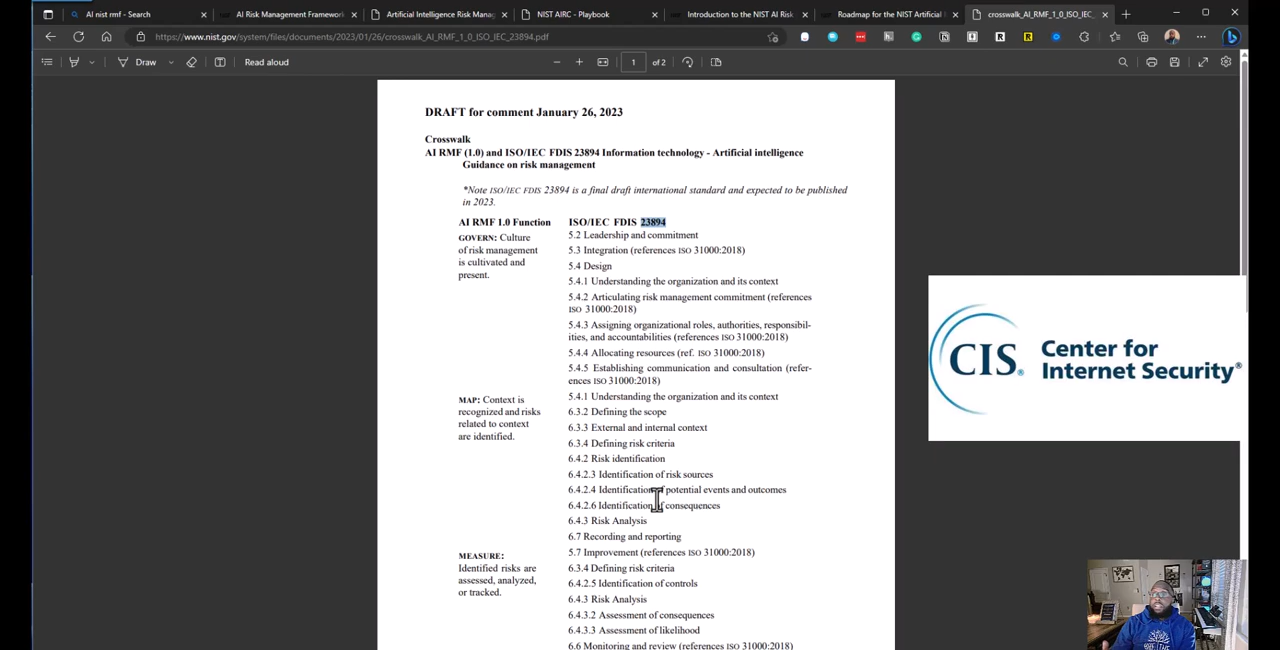 AI nist rmf - Search
AI Risk Management Framework
Artificial Intelligence Risk Manag
NIST AIRC - Playbook
Introduction to the NIST AI Risk
Roadmap for the NIST Artificial
crosswalk_AI_RMF_1_0_ISO_IEC_
https://www.nist.gov/system/files/documents/2023/01/26/crosswalk_AI_RMF_1_0_ISO_IEC_23894.pdf
Draw
Read aloud
1 of 2
DRAFT for comment January 26, 2023
Crosswalk
AI RMF (1.0) and ISO/IEC FDIS 23894 Information technology - Artificial intelligence
Guidance on risk management
*Note ISO/IEC FDIS 23894 is a final draft international standard and expected to be published
in 2023.
AI RMF 1.0 Function
ISO/IEC FDIS 23894
GOVERN: Culture
of risk management
is cultivated and
present.
5.2 Leadership and commitment
5.3 Integration (references ISO 31000:2018)
5.4 Design
5.4.1 Understanding the organization and its context
5.4.2 Articulating risk management commitment (references
ISO 31000:2018)
5.4.3 Assigning organizational roles, authorities, responsibil-
ities, and accountabilities (references ISO 31000:2018)
5.4.4 Allocating resources (ref. ISO 31000:2018)
5.4.5 Establishing communication and consultation (refer-
ences ISO 31000:2018)
MAP: Context is
recognized and risks
related to context
are identified.
5.4.1 Understanding the organization and its context
6.3.2 Defining the scope
6.3.3 External and internal context
6.3.4 Defining risk criteria
6.4.2 Risk identification
6.4.2.3 Identification of risk sources
6.4.2.4 Identification of potential events and outcomes
6.4.2.6 Identification of consequences
6.4.3 Risk Analysis
6.7 Recording and reporting
MEASURE:
Identified risks are
assessed, analyzed,
or tracked.
5.7 Improvement (references ISO 31000:2018)
6.3.4 Defining risk criteria
6.4.2.5 Identification of controls
6.4.3 Risk Analysis
6.4.3.2 Assessment of consequences
6.4.3.3 Assessment of likelihood
6.6 Monitoring and review (references ISO 31000:2018)
CIS® Center for
Internet Security®